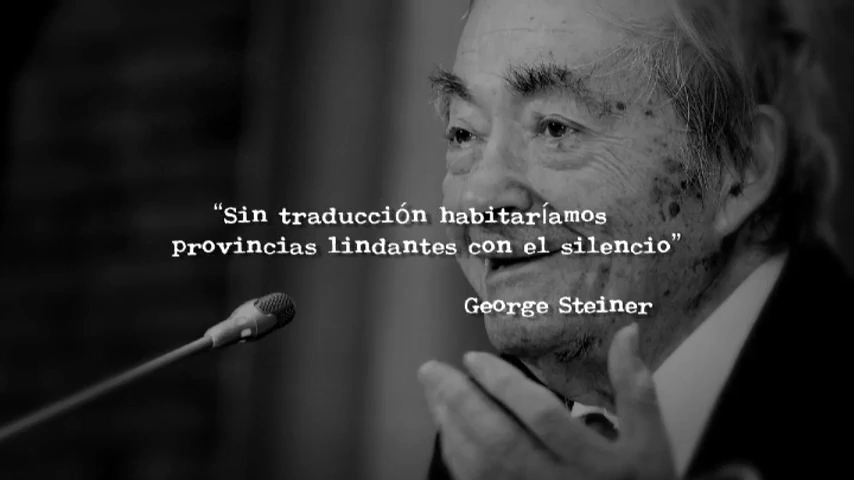 “Sin traducción habitaríamos
provincias lindantes con el silencio”
George Steiner